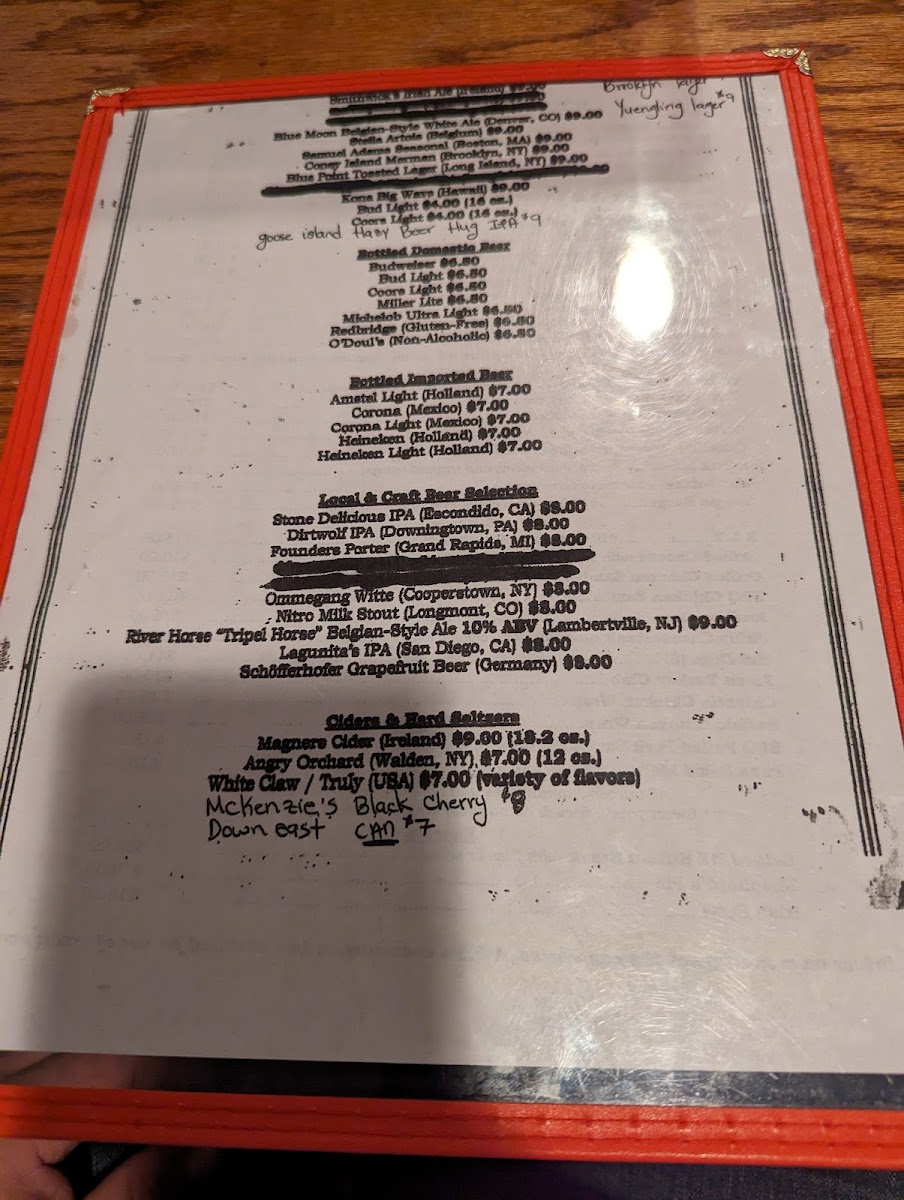 Smithwick's Irish Ale (Ireland) $9.00
Brooklyn lager
Yuengling lager $9
Blue Moon Belgian-Style White Ale (Denver, CO) $9.00
Stella Artois (Belgium) $9.00
Samuel Adams Seasonal (Boston, MA) $9.00
Coney Island Merman (Brooklyn, NY) $9.00
Blue Point Toasted Lager (Long Island, NY) $9.00
Kona Big Wave (Hawaii) $9.00
Bud Light $4.00 (16 oz.)
Coors Light $4.00 (16 oz.)
goose island Hazy Beer Hug IPA $9
Bottled Domestic Beer
Budweiser $6.50
Bud Light $6.50
Coors Light $6.50
Miller Lite $6.50
Michelob Ultra Light $6.50
Redbridge (Gluten-Free) $6.50
O'Doul's (Non-Alcoholic) $6.50
Bottled Imported Beer
Amstel Light (Holland) $7.00
Corona (Mexico) $7.00
Corona Light (Mexico) $7.00
Heineken (Holland) $7.00
Heineken Light (Holland) $7.00
Local & Craft Beer Selection
Stone Delicious IPA (Escondido, CA) $8.00
Dirtwolf IPA (Downingtown, PA) $8.00
Founders Porter (Grand Rapids, MI) $8.00
Ommegang Witte (Cooperstown, NY) $8.00
Nitro Milk Stout (Longmont, CO) $8.00
River Horse "Tripel Horse" Belgian-Style Ale 10% ABV (Lambertville, NJ) $9.00
Lagunita's IPA (San Diego, CA) $8.00
Schöfferhofer Grapefruit Beer (Germany) $8.00
Ciders & Hard Seltzers
Magners Cider (Ireland) $9.00 (18.2 oz.)
Angry Orchard (Walden, NY) $7.00 (12 oz.)
White Claw / Truly (USA) $7.00 (variety of flavors)
McKenzie's Black Cherry $8
Down east CAN $7